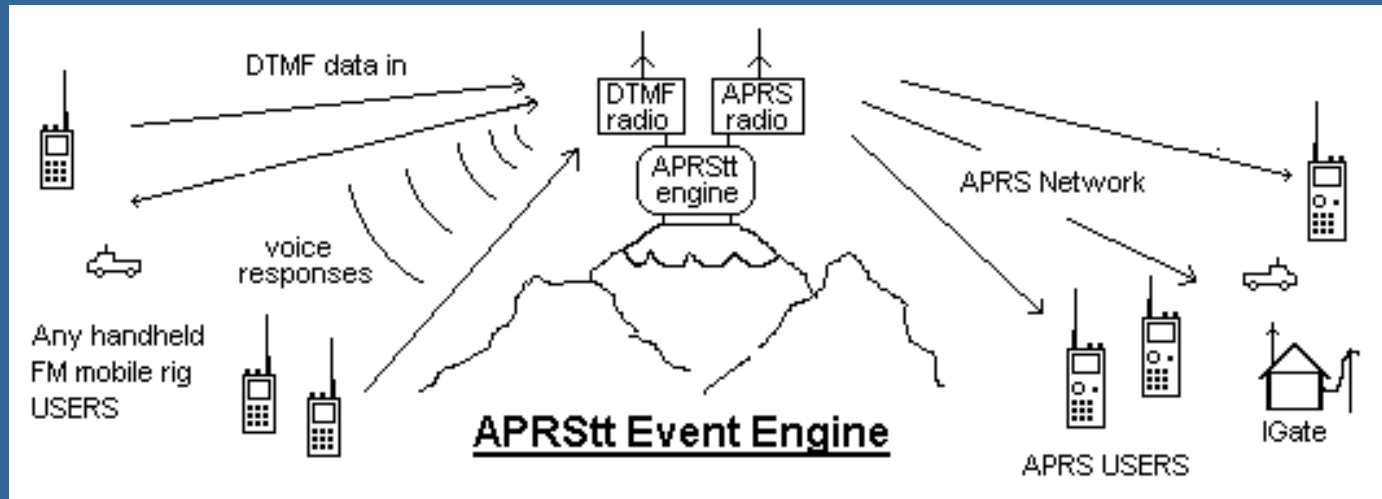 DTMF data in
DTMF
radio
APRS
radio
APRStt
engine
APRS Network
voice
responses
Any handheld
FM mobile rig
USERS
APRStt Event Engine
APRS USERS
IGate